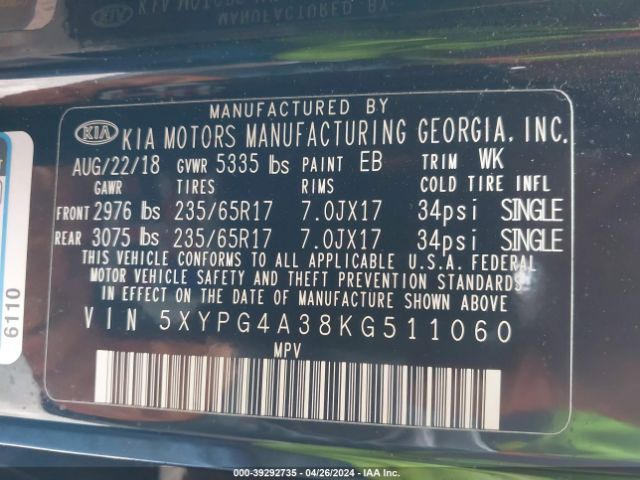 KIA MOTORS MANUFACTURING
MANUFACTURED BY
KIA KIA MOTORS MANUFACTURING GEORGIA, INC.
AUG/22/18 GVWR 5335 lbs PAINT EB TRIM WK
GAWR TIRES RIMS COLD TIRE INFL
FRONT 2976 lbs 235/65R17 7.0JX17 34psi SINGLE
REAR 3075 lbs 235/65R17 7.0JX17 34psi SINGLE
THIS VEHICLE CONFORMS TO ALL APPLICABLE U.S.A. FEDERAL
MOTOR VEHICLE SAFETY AND THEFT PREVENTION STANDARDS
IN EFFECT ON THE DATE OF MANUFACTURE SHOWN ABOVE
VIN 5XYPG4A38KG511060
MPV
6110
000-39292735 - 04/26/2024 - IAA Inc.